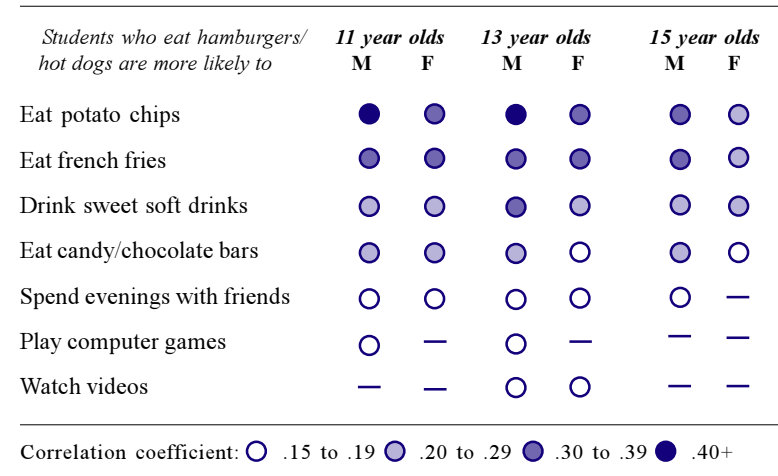 Students who eat hamburgers/ 11 year olds 13 year olds 15 year olds
hot dogs are more likely to M F M F M F
Eat potato chips
Eat french fries
Drink sweet soft drinks
Eat candy/chocolate bars
Spend evenings with friends —
Play computer games — — — —
Watch videos — — — —
Correlation coefficient: .15 to .19 .20 to .29 .30 to .39 .40+